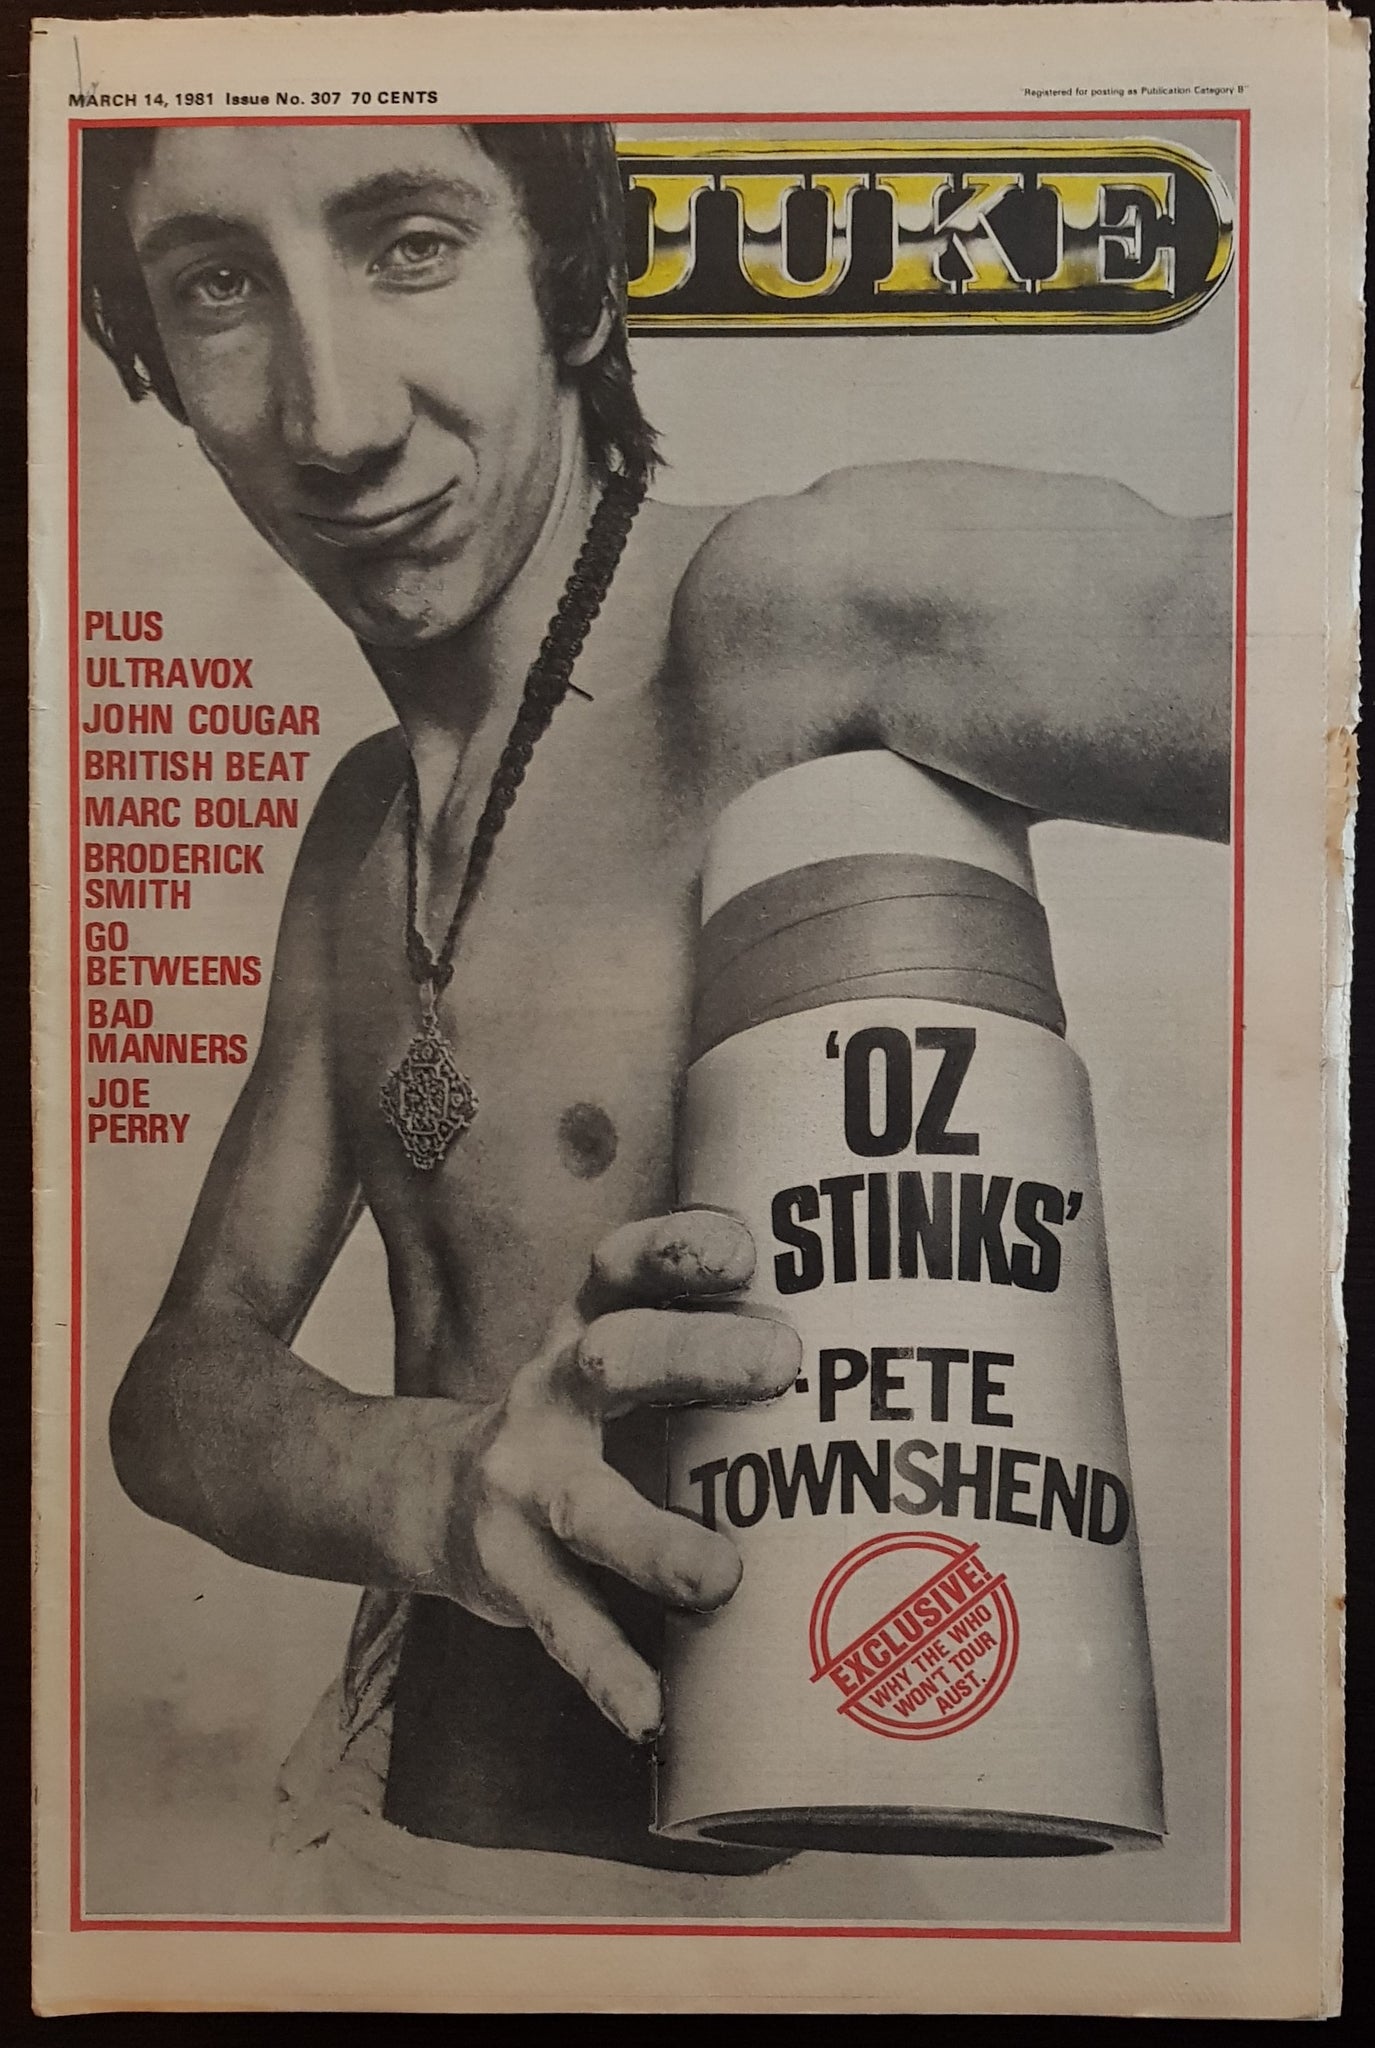 MARCH 14, 1981 Issue No. 307 70 CENTS
"Registered for posting as Publication Category B"
JUKE
PLUS
ULTRAVOX
JOHN COUGAR
BRITISH BEAT
MARC BOLAN
BRODERICK
SMITH
GO
BETWEENS
BAD
MANNERS
JOE
PERRY
'OZ
STINKS'
-PETE
TOWNSHEND
EXCLUSIVE!
WHY THE WHO
WON'T TOUR
AUST.